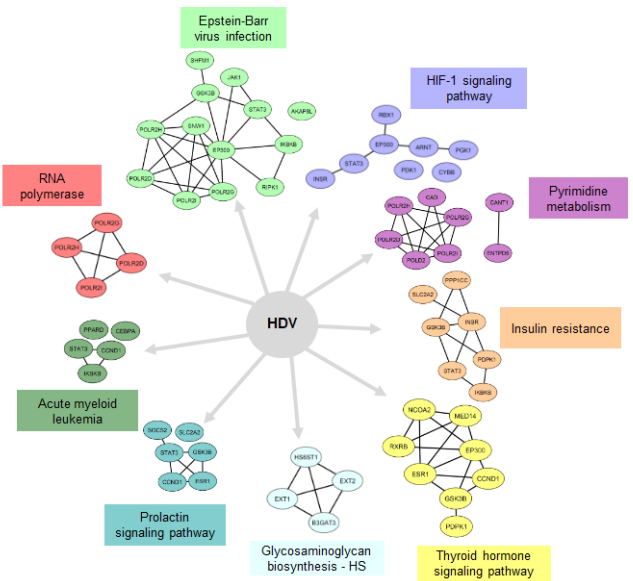 Epstein-Barr
virus infection
SHFM1
JAK1
GSK3B
STAT3
AKAP8L
POLR2H
SNW1
EP300
IKBKB
POLR2D
POLR2G
RIPK1
POLR2I
HIF-1 signaling
pathway
RBX1
EP300
ARNT
PGK1
STAT3
INSR
PDK1
CYBB
RNA
polymerase
POLR2G
POLR2H
POLR2D
POLR2I
Pyrimidine
metabolism
CAD
CANT1
POLR2H
POLR2G
POLR2D
POLR2I
POLD2
ENTPD6
HDV
Insulin resistance
PPP1CC
SLC2A2
INSR
GSK3B
PDPK1
STAT3
IKBKB
PPARD
CEBPA
STAT3
CCND1
IKBKB
Acute myeloid
leukemia
SOCS2
SLC2A2
STAT3
GSK3B
CCND1
ESR1
Prolactin
signaling pathway
HS6ST1
EXT2
EXT1
B3GAT3
Glycosaminoglycan
biosynthesis - HS
NCOA2
MED14
RXRB
EP300
ESR1
CCND1
GSK3B
PDPK1
Thyroid hormone
signaling pathway